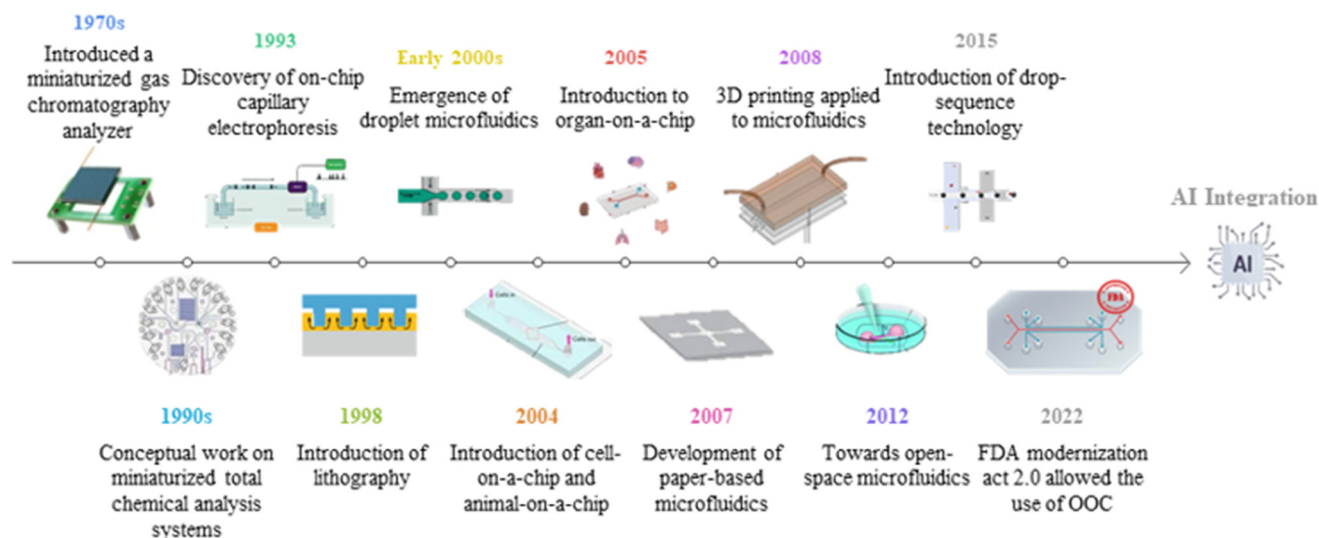 1970s
Introduced a
miniaturized gas
chromatography
analyzer
1993
Discovery of on-chip
capillary
electrophoresis
Early 2000s
Emergence of
droplet microfluidics
2005
Introduction to
organ-on-a-chip
2008
3D printing applied
to microfluidics
2015
Introduction of drop-
sequence
technology
AI Integration
AI
Cells in
Cells out
FDA
1990s
Conceptual work on
miniaturized total
chemical analysis
systems
1998
Introduction of
lithography
2004
Introduction of cell-
on-a-chip and
animal-on-a-chip
2007
Development of
paper-based
microfluidics
2012
Towards open-
space microfluidics
2022
FDA modernization
act 2.0 allowed the
use of OOC